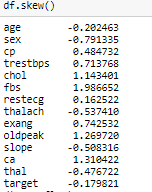 df.skew()
age -0.202463
sex -0.791335
cp 0.484732
trestbps 0.713768
chol 1.143401
fbs 1.986652
restecg 0.162522
thalach -0.537410
exang 0.742532
oldpeak 1.269720
slope -0.508316
ca 1.310422
thal -0.476722
target -0.179821